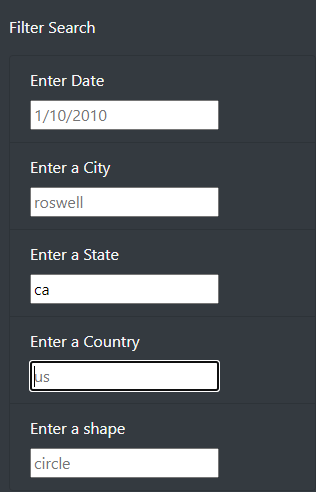 Filter Search
Enter Date
1/10/2010
Enter a City
roswell
Enter a State
ca
Enter a Country
us
Enter a shape
circle